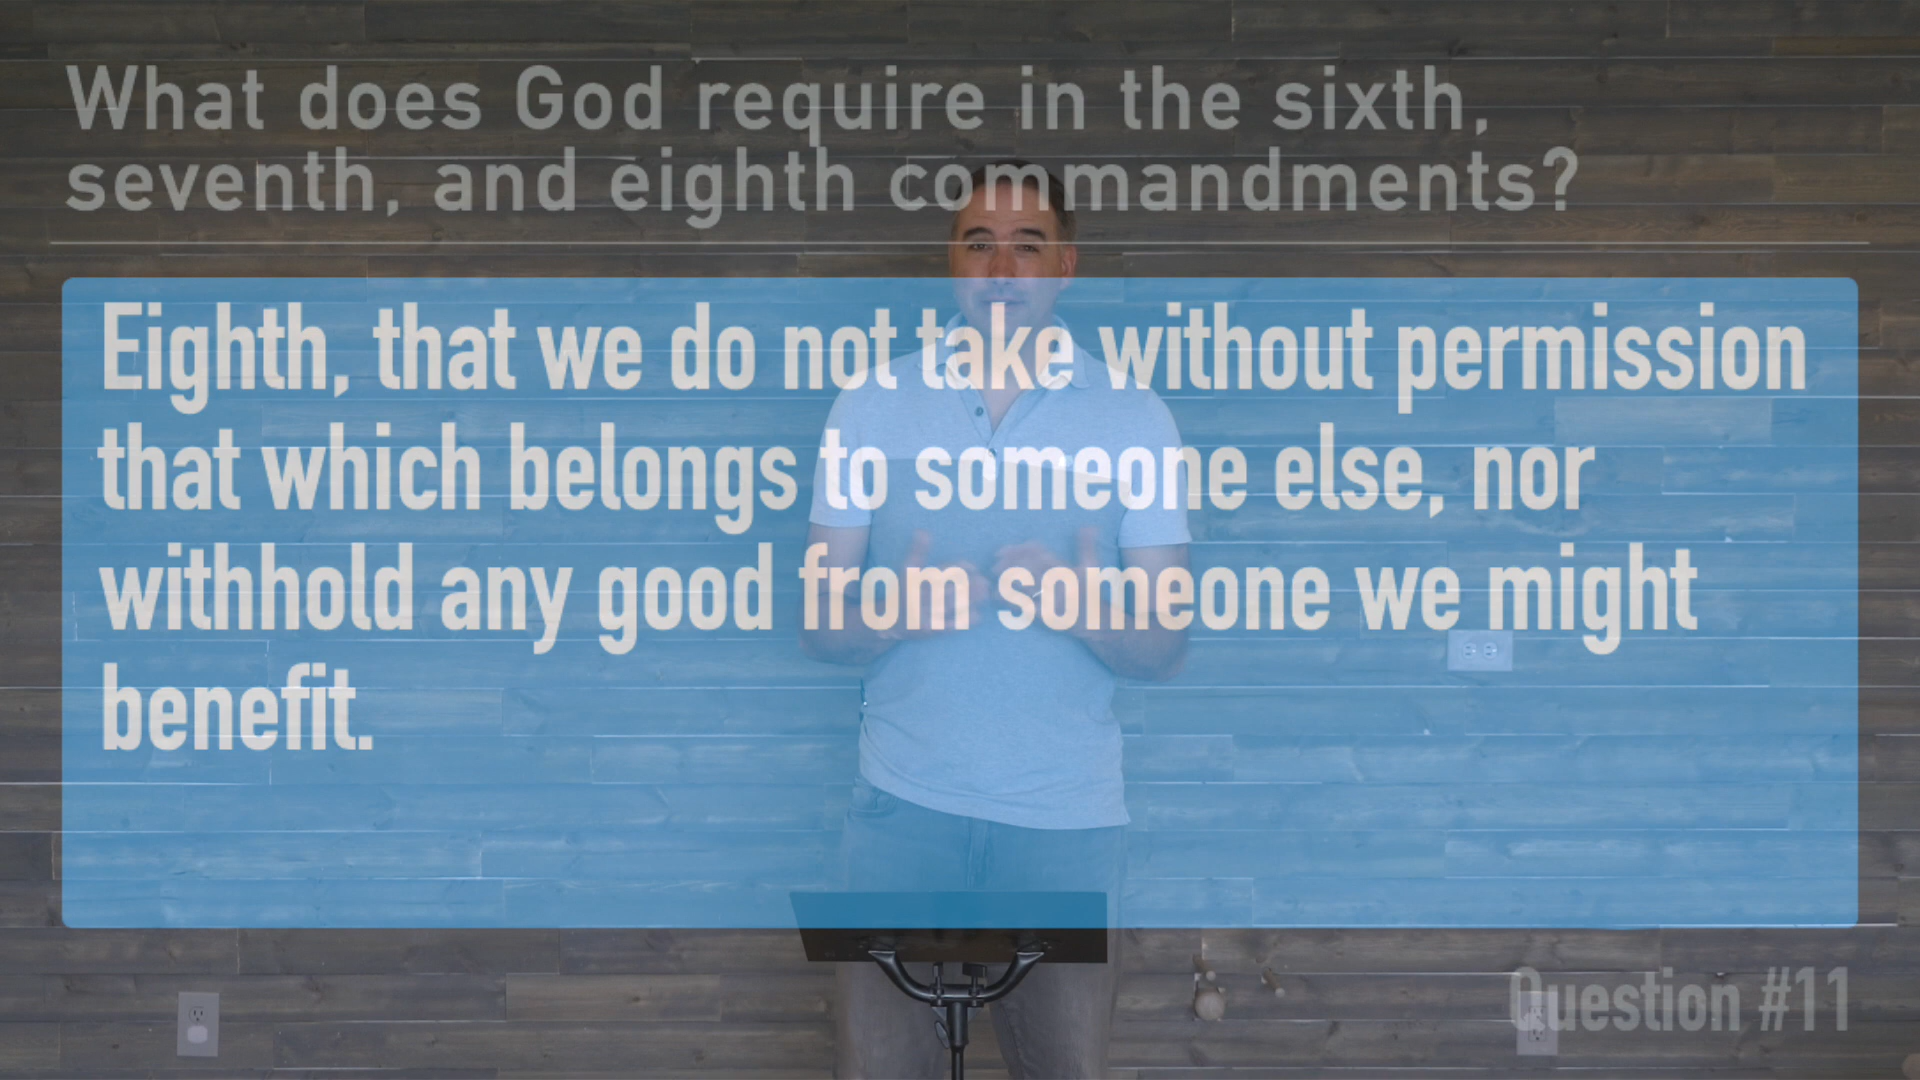 What does God require in the sixth,
seventh, and eighth commandments?
Eighth, that we do not take without permission
that which belongs to someone else, nor
withhold any good from someone we might
benefit.
Question #11